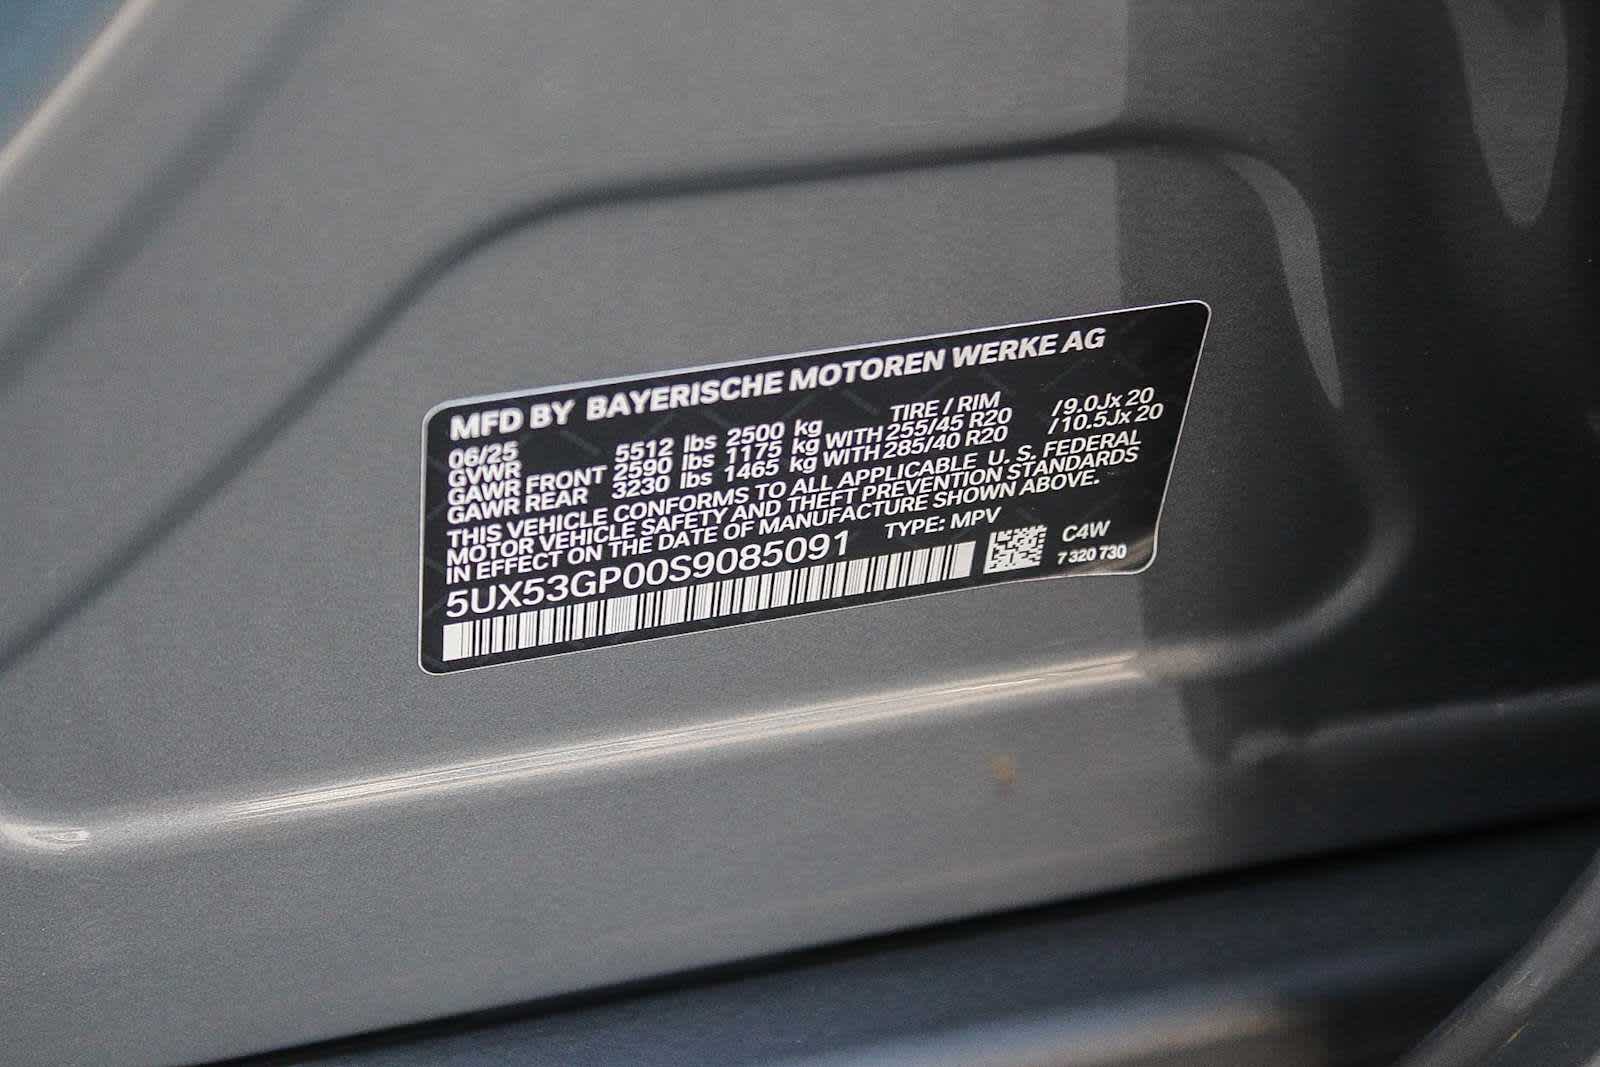 MFD BY BAYERISCHE MOTOREN WERKE AG
06/25 TIRE / RIM
GVWR 5512 lbs 2500 kg
GAWR FRONT 2590 lbs 1175 kg WITH 255/45 R20 /9.0Jx 20
GAWR REAR 3230 lbs 1465 kg WITH 285/40 R20 /10.5Jx 20
THIS VEHICLE CONFORMS TO ALL APPLICABLE U. S. FEDERAL
MOTOR VEHICLE SAFETY AND THEFT PREVENTION STANDARDS
IN EFFECT ON THE DATE OF MANUFACTURE SHOWN ABOVE.
5UX53GP00S9085091 TYPE: MPV
C4W
7 320 730